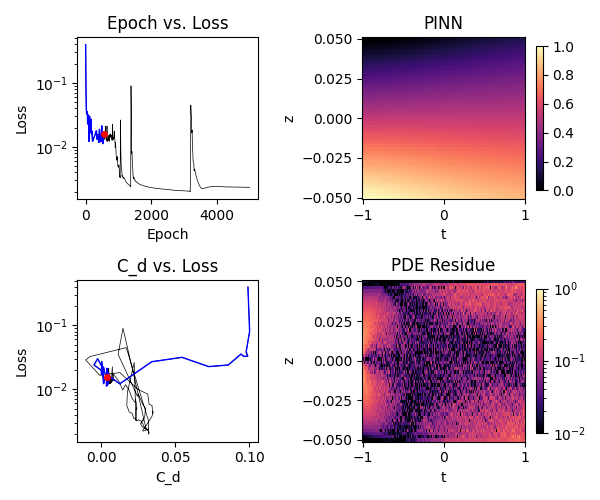 Epoch vs. Loss
Loss
10⁻¹
10⁻²
0
2000
4000
Epoch
PINN
z
0.050
0.025
0.000
−0.025
−0.050
−1
0
1
t
1.0
0.8
0.6
0.4
0.2
0.0
C_d vs. Loss
Loss
10⁻¹
10⁻²
0.00
0.05
0.10
C_d
PDE Residue
z
0.050
0.025
0.000
−0.025
−0.050
−1
0
1
t
10⁰
10⁻¹
10⁻²